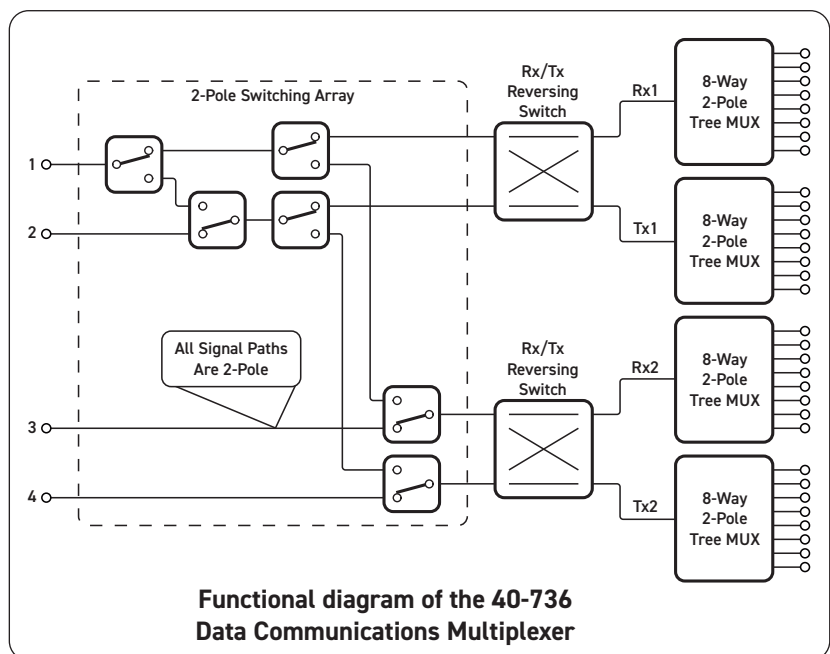 2-Pole Switching Array
1
2
3
4
All Signal Paths
Are 2-Pole
Rx/Tx
Reversing
Switch
Rx1
Tx1
8-Way
2-Pole
Tree MUX
8-Way
2-Pole
Tree MUX
Rx/Tx
Reversing
Switch
Rx2
Tx2
8-Way
2-Pole
Tree MUX
8-Way
2-Pole
Tree MUX
Functional diagram of the 40-736
Data Communications Multiplexer